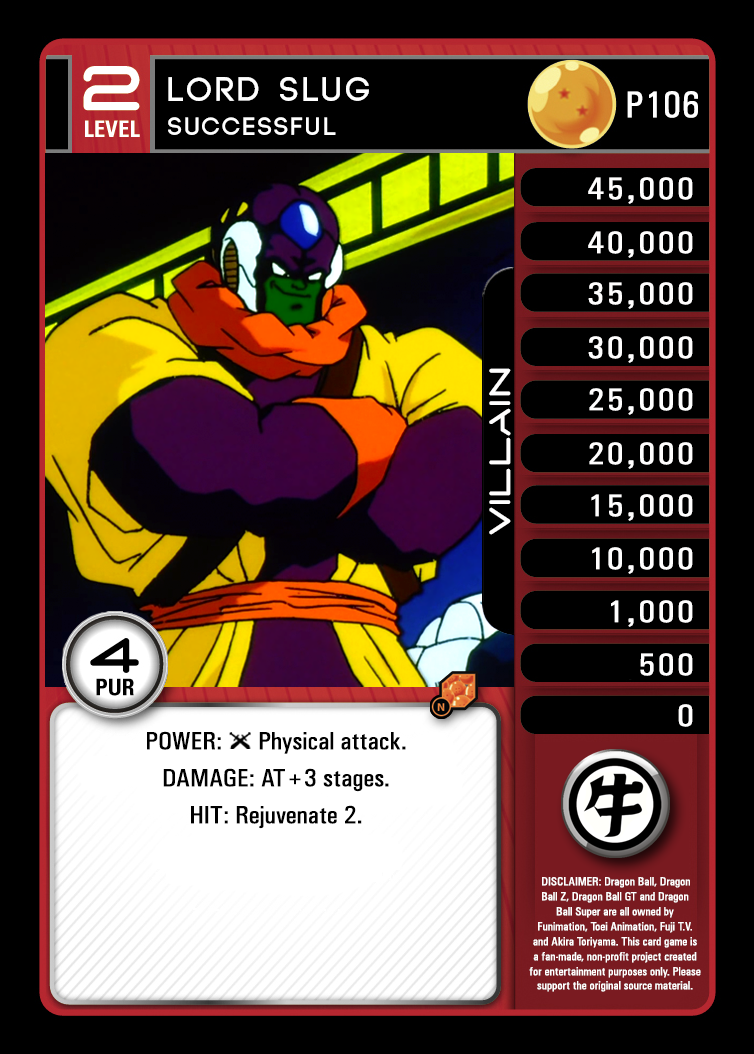 2
LEVEL
LORD SLUG
SUCCESSFUL
P106
45,000
40,000
35,000
30,000
25,000
20,000
15,000
10,000
1,000
500
0
VILLAIN
4
PUR
N
POWER: Physical attack.
DAMAGE: AT+3 stages.
HIT: Rejuvenate 2.
牛
DISCLAIMER: Dragon Ball, Dragon
Ball Z, Dragon Ball GT and Dragon
Ball Super are all owned by
Funimation, Toei Animation, Fuji T.V.
and Akira Toriyama. This card game is
a fan-made, non-profit project created
for entertainment purposes only. Please
support the original source material.